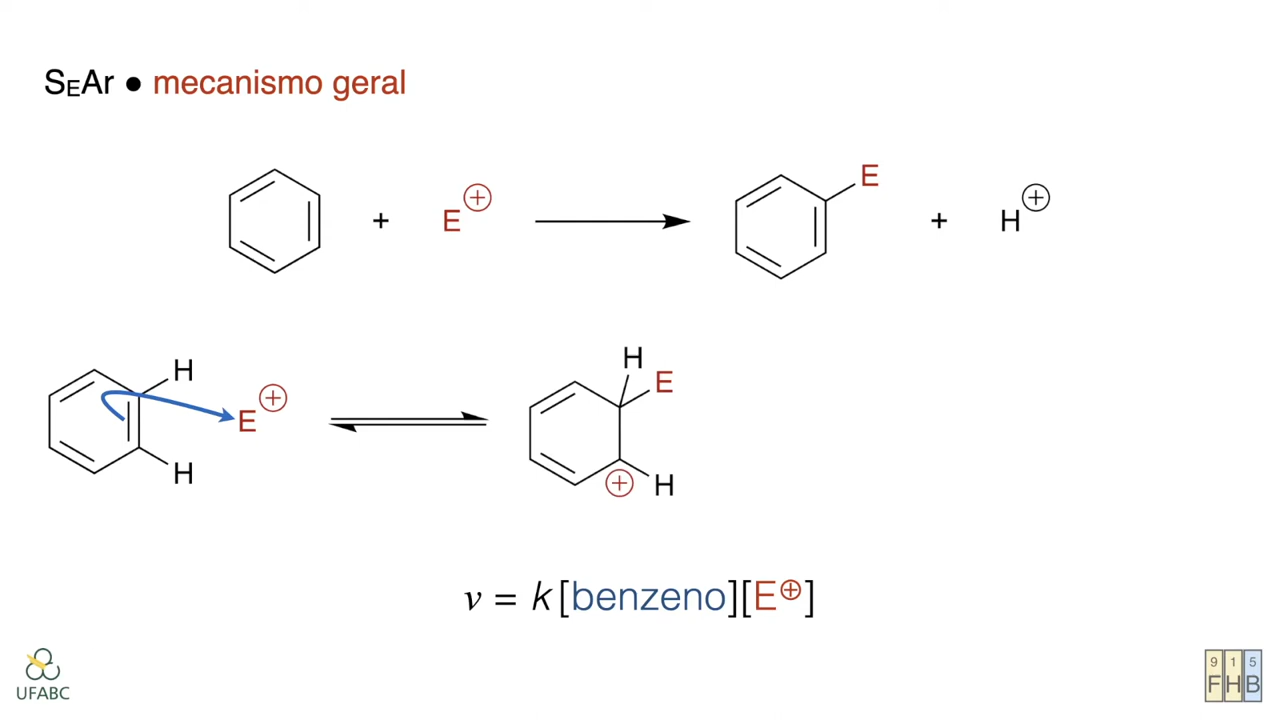 SEAr ● mecanismo geral
+ E⊕ E + H⊕
H
H
E⊕
H
E
⊕ H
v = k[benzeno][E⊕]
UFABC
9 1 5
F H B